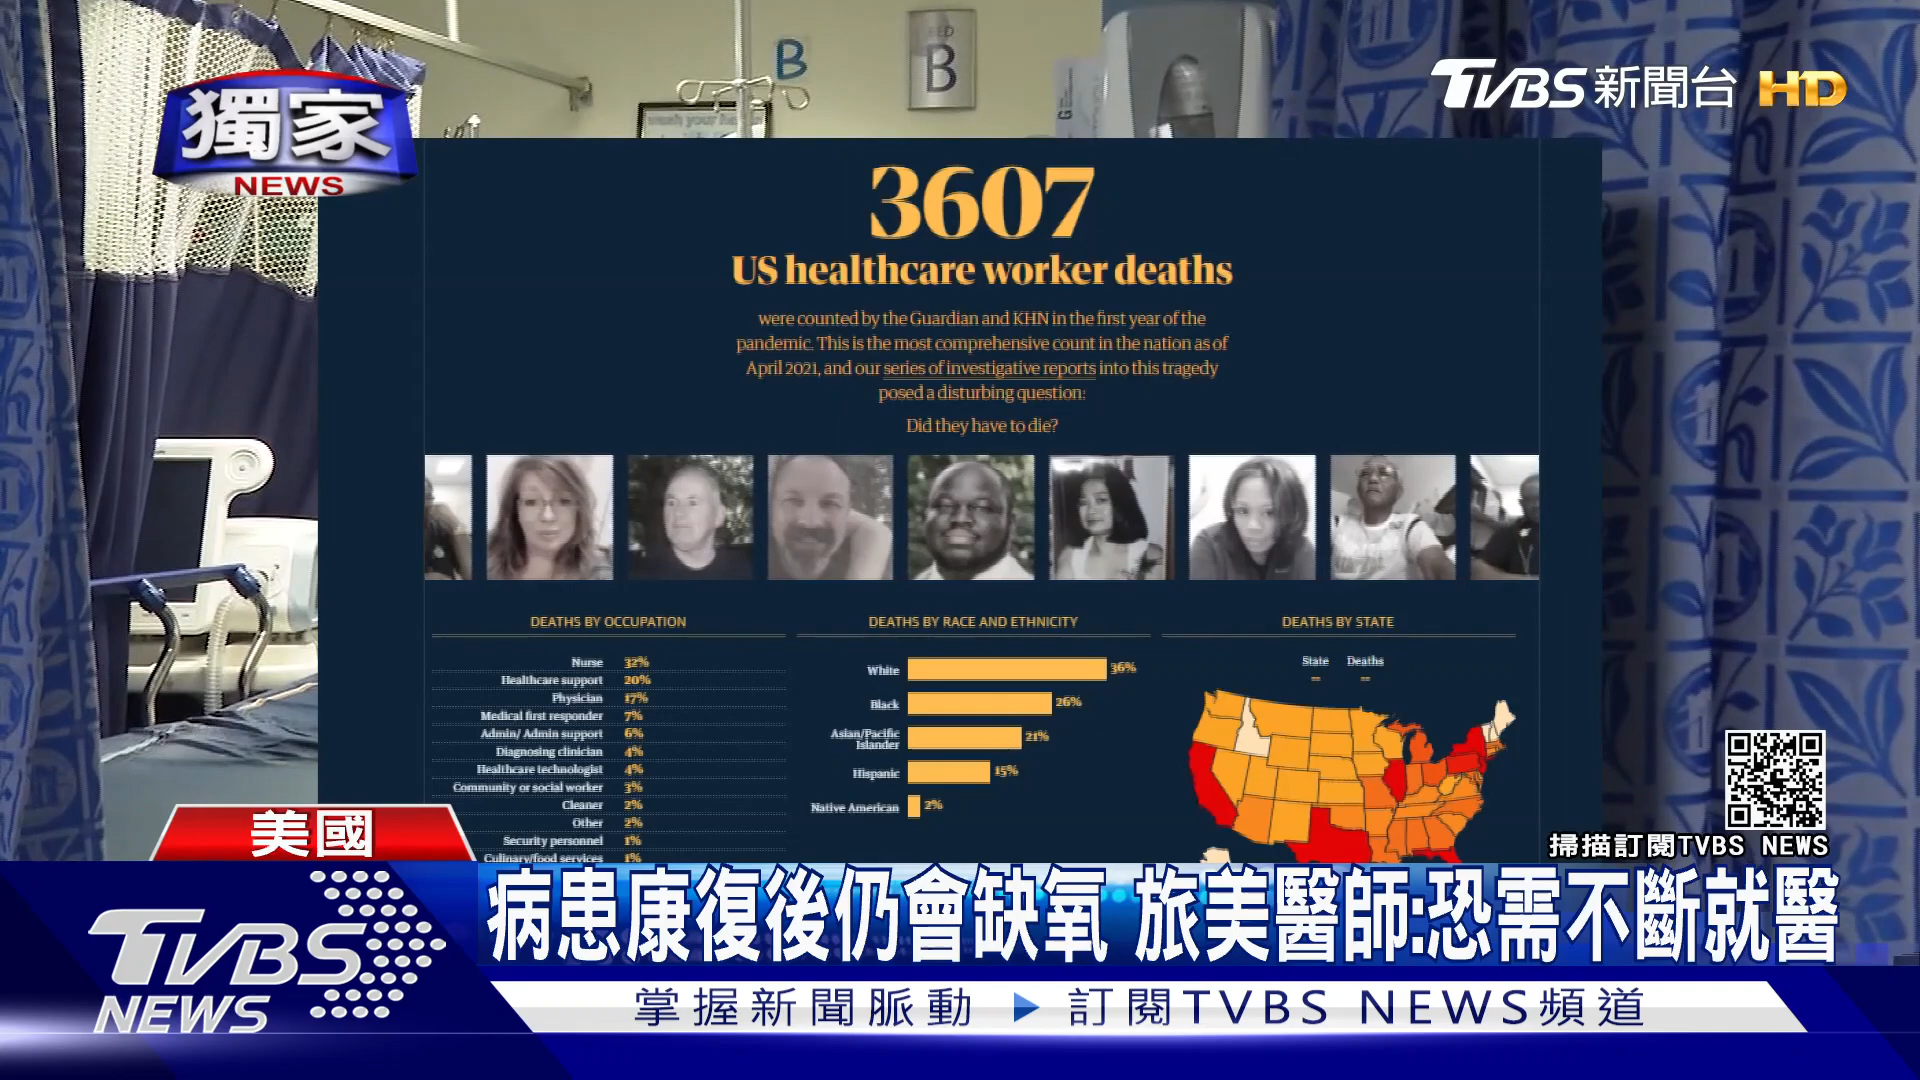 B
BED
B
獨家
NEWS
TVBS新聞台 HD
3607
US healthcare worker deaths
were counted by the Guardian and KHN in the first year of the
pandemic. This is the most comprehensive count in the nation as of
April 2021, and our series of investigative reports into this tragedy
posed a disturbing question:
Did they have to die?
DEATHS BY OCCUPATION
Nurse 32%
Healthcare support 20%
Physician 17%
Medical first responder 7%
Admin/ Admin support 6%
Diagnosing clinician 4%
Healthcare technologist 4%
Community or social worker 3%
Cleaner 2%
Other 2%
Security personnel 1%
Culinary/food services 1%
DEATHS BY RACE AND ETHNICITY
White 36%
Black 26%
Asian/Pacific
Islander 21%
Hispanic 15%
Native American 2%
DEATHS BY STATE
State Deaths
-- --
掃描訂閱TVBS NEWS
美國
病患康復後仍會缺氧 旅美醫師:恐需不斷就醫
TVBS
NEWS
掌握新聞脈動 ▶ 訂閱TVBS NEWS頻道